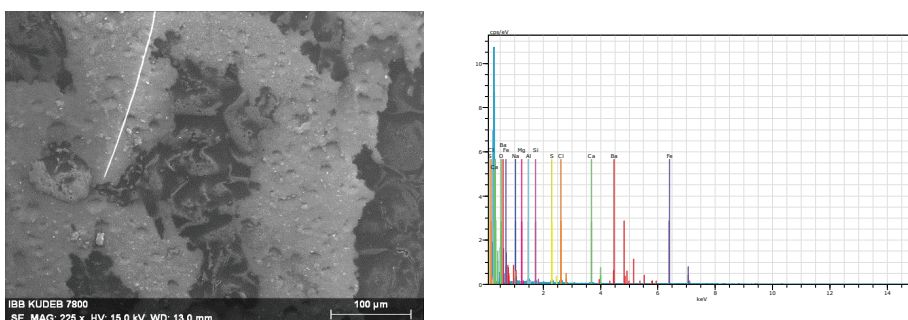 IBB KUDEB 7800
SE MAG: 225 x HV: 15.0 kV WD: 13.0 mm
100 µm
cps/eV
10
8
6
4
2
0
Ba
Fe
O
Na
Mg
Al
Si
S
Cl
Ca
Ba
Fe
Ca
2
4
6
8
10
12
14
keV